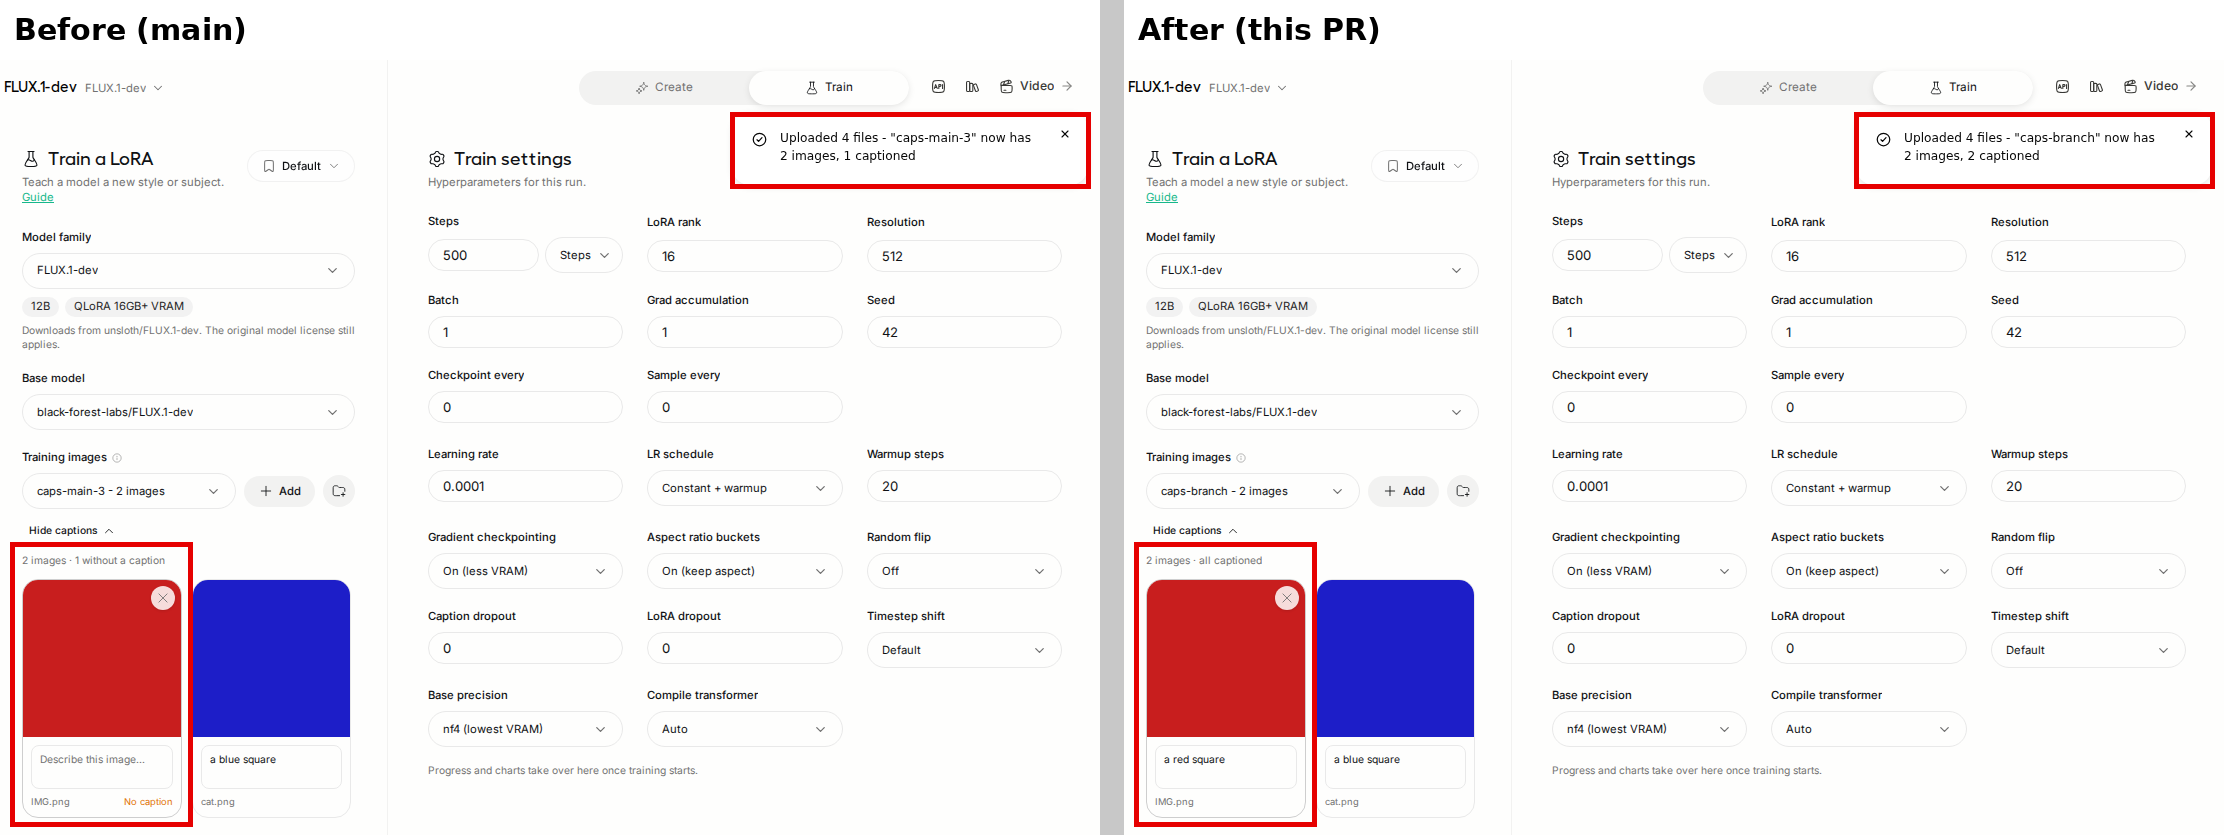 Before (main)
FLUX.1-dev FLUX.1-dev
Create
Train
API
Video
Uploaded 4 files - "caps-main-3" now has
2 images, 1 captioned
Train a LoRA
Default
Teach a model a new style or subject.
Guide
Model family
FLUX.1-dev
12B QLoRA 16GB+ VRAM
Downloads from unsloth/FLUX.1-dev. The original model license still
applies.
Base model
black-forest-labs/FLUX.1-dev
Training images
caps-main-3 - 2 images
Add
Hide captions
2 images · 1 without a caption
Describe this image...
IMG.png No caption
a blue square
cat.png
Train settings
Hyperparameters for this run.
Steps LoRA rank Resolution
500 Steps 16 512
Batch Grad accumulation Seed
1 1 42
Checkpoint every Sample every
0 0
Learning rate LR schedule Warmup steps
0.0001 Constant + warmup 20
Gradient checkpointing Aspect ratio buckets Random flip
On (less VRAM) On (keep aspect) Off
Caption dropout LoRA dropout Timestep shift
0 0 Default
Base precision Compile transformer
nf4 (lowest VRAM) Auto
Progress and charts take over here once training starts.
After (this PR)
FLUX.1-dev FLUX.1-dev
Create
Train
API
Video
Uploaded 4 files - "caps-branch" now has
2 images, 2 captioned
Train a LoRA
Default
Teach a model a new style or subject.
Guide
Model family
FLUX.1-dev
12B QLoRA 16GB+ VRAM
Downloads from unsloth/FLUX.1-dev. The original model license still
applies.
Base model
black-forest-labs/FLUX.1-dev
Training images
caps-branch - 2 images
Add
Hide captions
2 images · all captioned
a red square
IMG.png
a blue square
cat.png
Train settings
Hyperparameters for this run.
Steps LoRA rank Resolution
500 Steps 16 512
Batch Grad accumulation Seed
1 1 42
Checkpoint every Sample every
0 0
Learning rate LR schedule Warmup steps
0.0001 Constant + warmup 20
Gradient checkpointing Aspect ratio buckets Random flip
On (less VRAM) On (keep aspect) Off
Caption dropout LoRA dropout Timestep shift
0 0 Default
Base precision Compile transformer
nf4 (lowest VRAM) Auto
Progress and charts take over here once training starts.